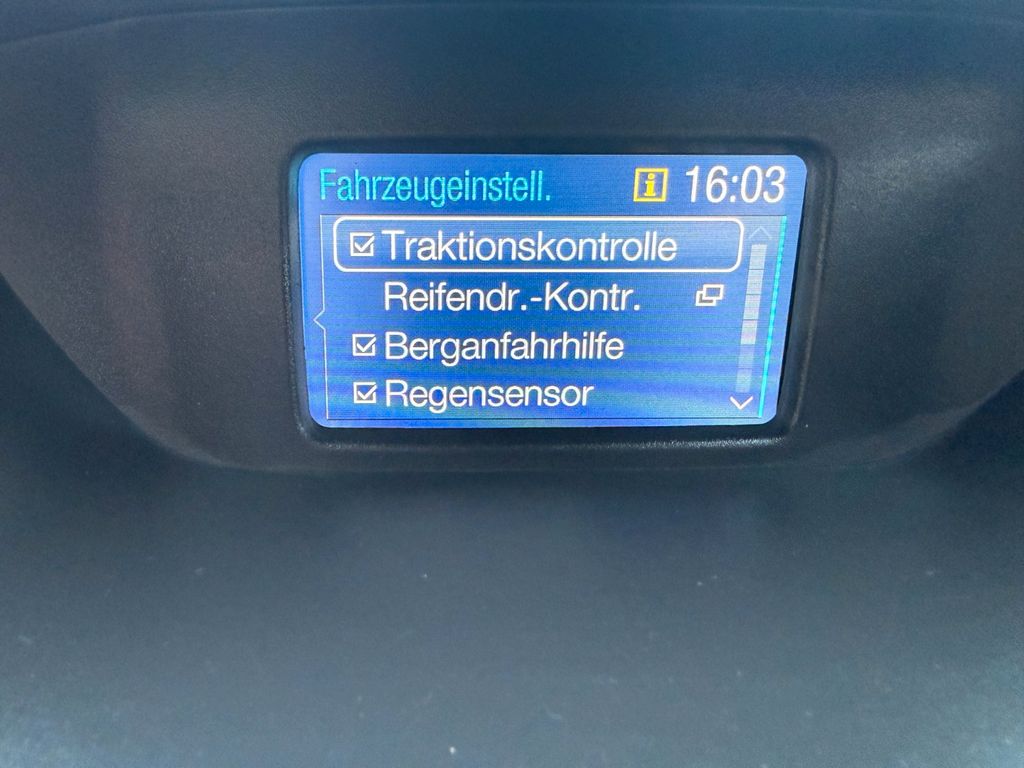 Fahrzeugeinstell. i 16:03
Traktionskontrolle
Reifendr.-Kontr.
Berganfahrhilfe
Regensensor